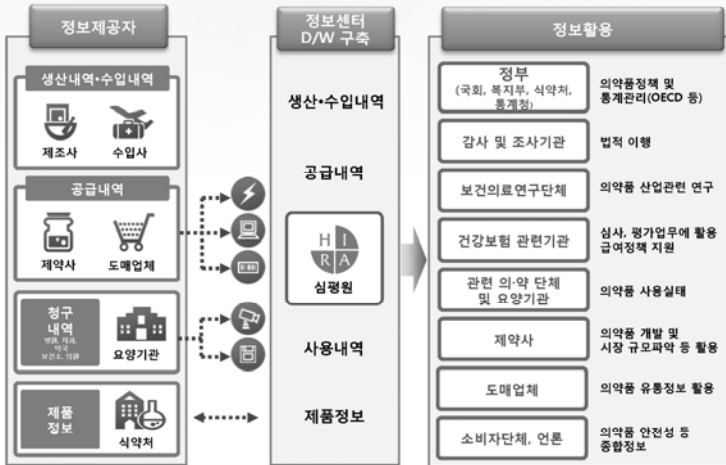 정보제공자
생산내역•수입내역
제조사
수입사
공급내역
제약사
도매업체
청구
내역
약국
보건소, 의원
요양기관
제품
정보
식약처
정보센터
D/W 구축
생산•수입내역
공급내역
H I
R A
심평원
사용내역
제품정보
정보활용
정부
(국회, 복지부, 식약처,
통계청)
의약품정책 및
통계관리(OECD 등)
감사 및 조사기관
법적 이행
보건의료연구단체
의약품 산업관련 연구
건강보험 관련기관
심사, 평가업무에 활용
급여정책 지원
관련 의·약 단체
및 요양기관
의약품 사용실태
제약사
의약품 개발 및
시장 규모파악 등 활용
도매업체
의약품 유통정보 활용
소비자단체, 언론
의약품 안전성 등
종합정보